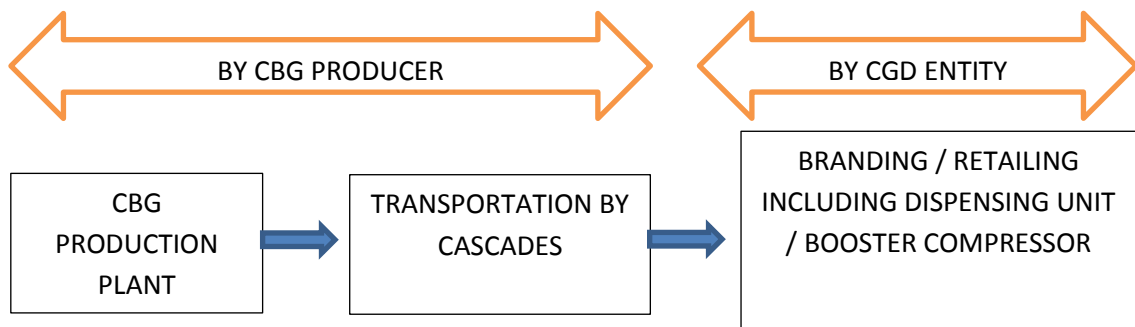 BY CBG PRODUCER
BY CGD ENTITY
CBG
PRODUCTION
PLANT
TRANSPORTATION BY
CASCADES
BRANDING / RETAILING
INCLUDING DISPENSING UNIT
/ BOOSTER COMPRESSOR